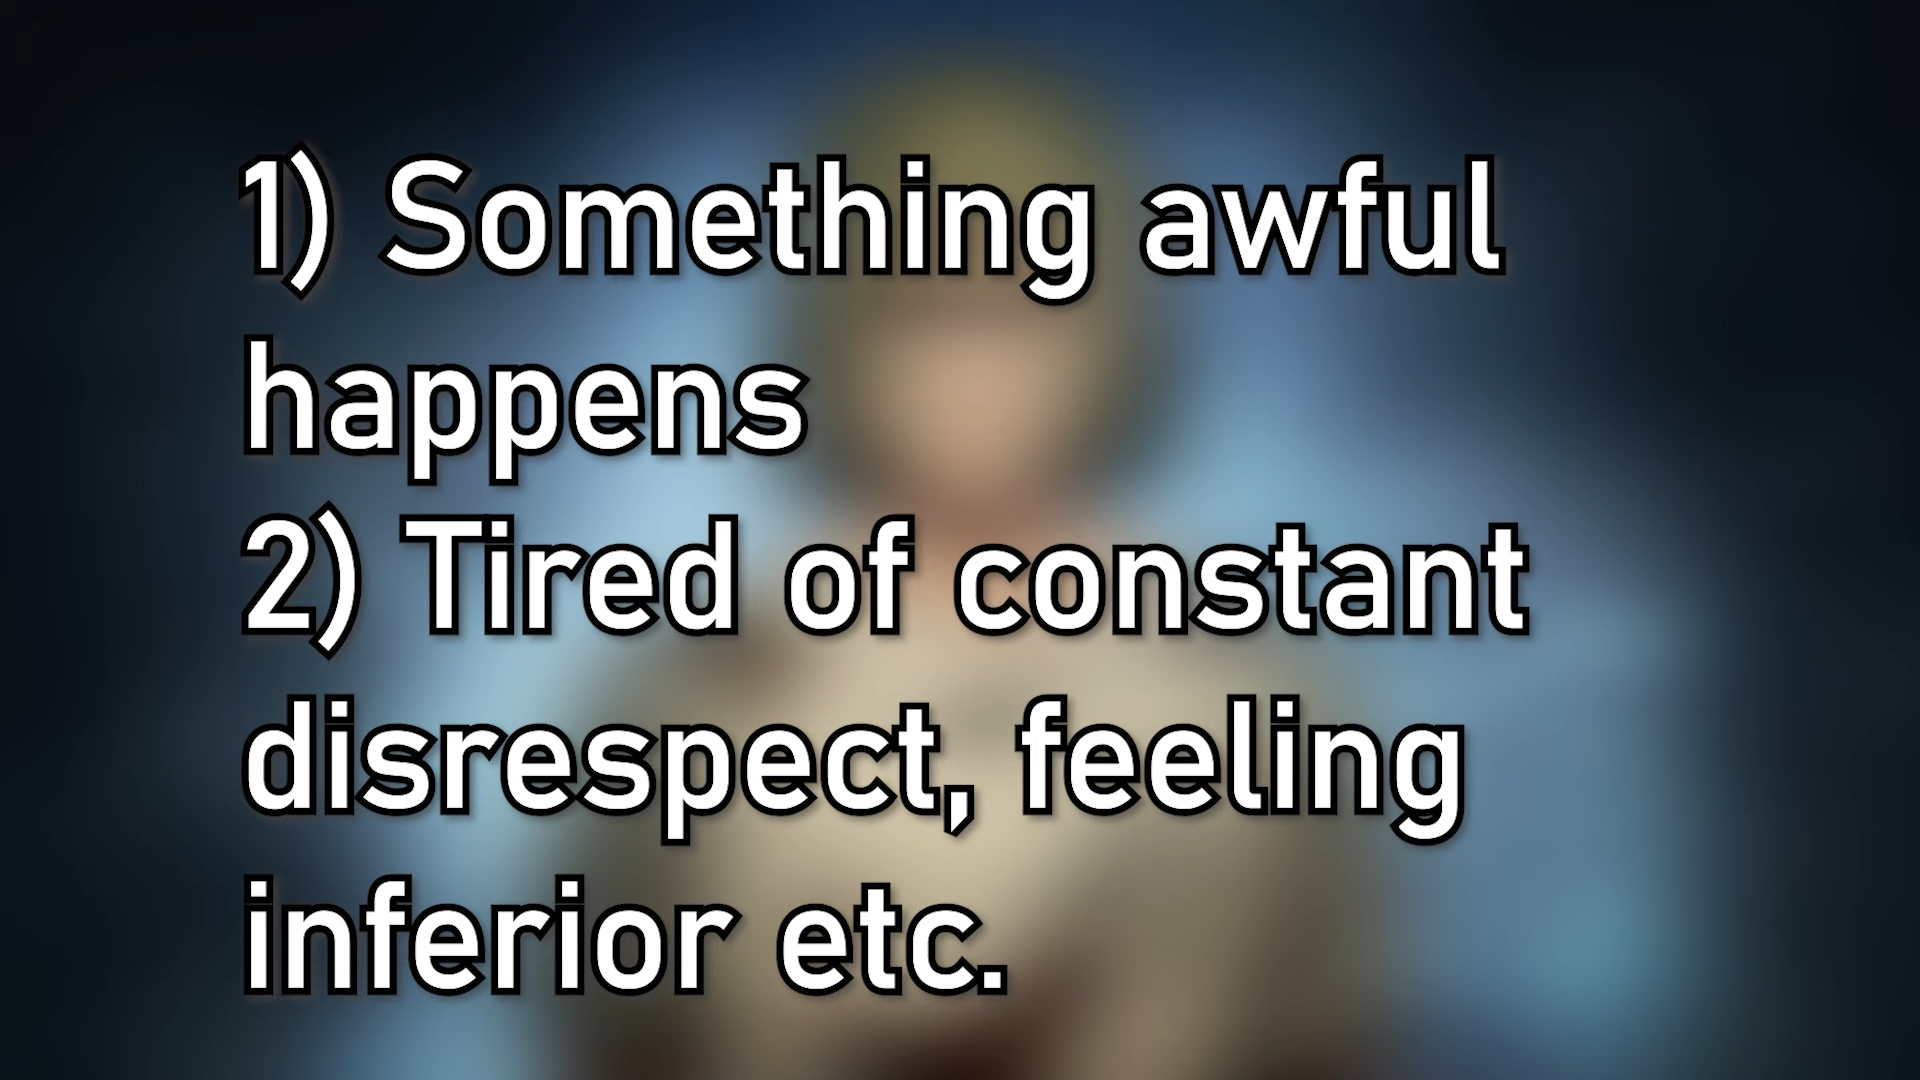 1) Something awful
happens
2) Tired of constant
disrespect, feeling
inferior etc.